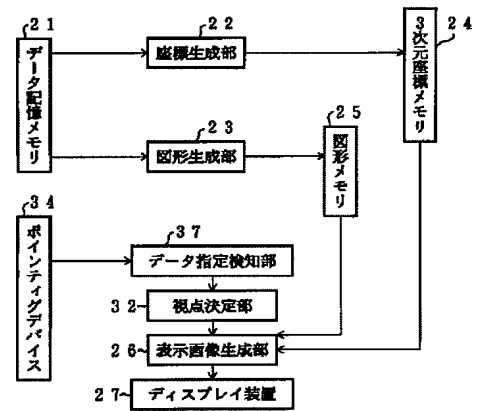 21
データ記憶メモリ
22
座標生成部
3次元座標メモリ
24
23
図形生成部
25
図形メモリ
34
ポインティグデバイス
37
データ指定検知部
32
視点決定部
26
表示画像生成部
27
ディスプレイ装置